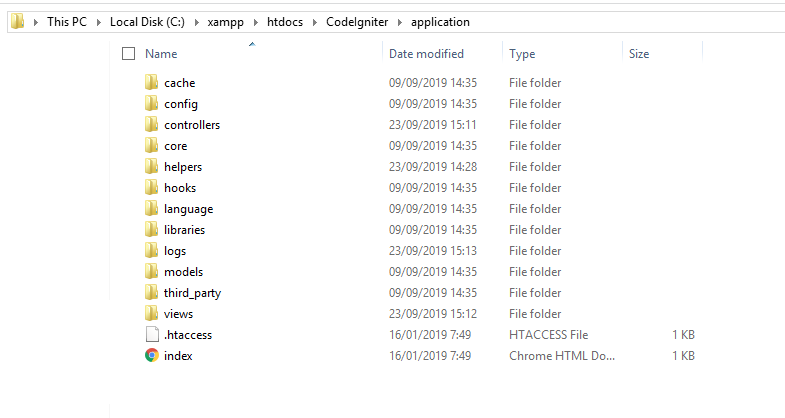 This PC > Local Disk (C:) > xampp > htdocs > CodeIgniter > application
Name Date modified Type Size
cache 09/09/2019 14:35 File folder
config 09/09/2019 14:35 File folder
controllers 23/09/2019 15:11 File folder
core 09/09/2019 14:35 File folder
helpers 23/09/2019 14:28 File folder
hooks 09/09/2019 14:35 File folder
language 09/09/2019 14:35 File folder
libraries 09/09/2019 14:35 File folder
logs 23/09/2019 15:13 File folder
models 09/09/2019 14:35 File folder
third_party 09/09/2019 14:35 File folder
views 23/09/2019 15:12 File folder
.htaccess 16/01/2019 7:49 HTACCESS File 1 KB
index 16/01/2019 7:49 Chrome HTML Do... 1 KB